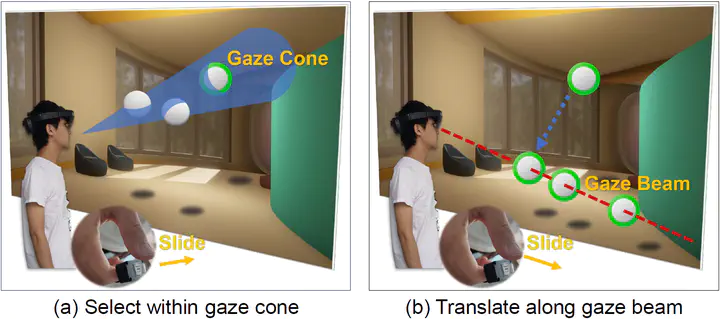 Gaze Cone
Slide
(a) Select within gaze cone
Gaze Beam
Slide
(b) Translate along gaze beam